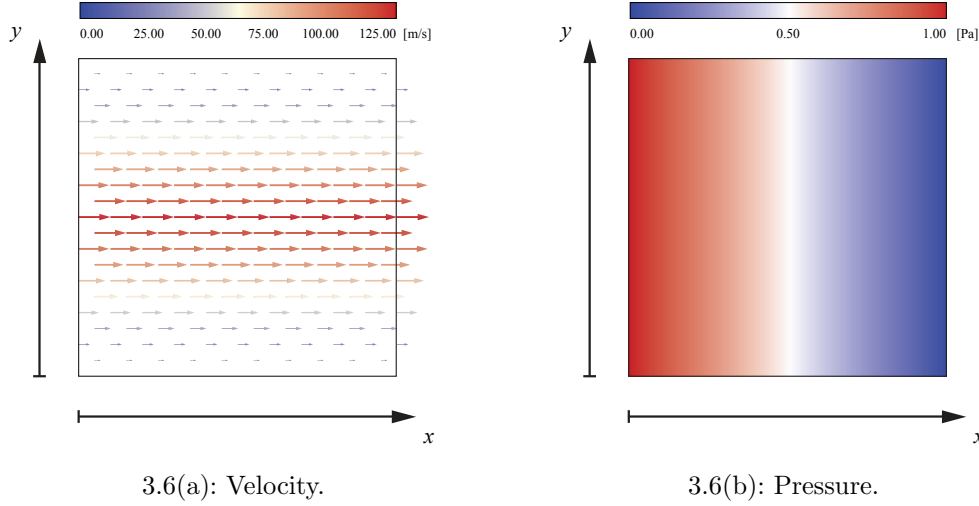 0.00 25.00 50.00 75.00 100.00 125.00 [m/s]
y
x
3.6(a): Velocity.
0.00 0.50 1.00 [Pa]
y
x
3.6(b): Pressure.